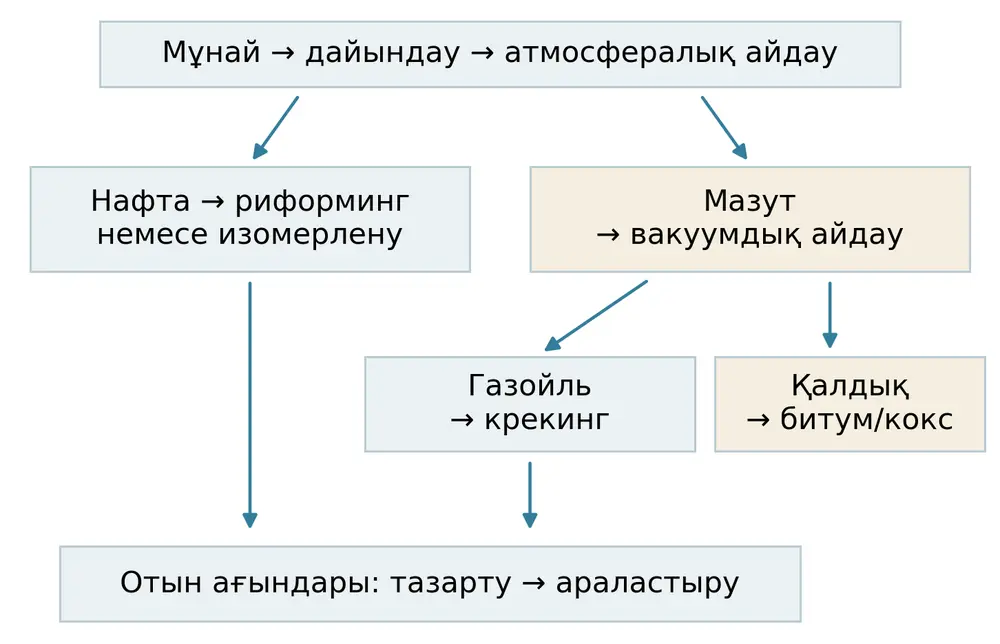 Мұнай → дайындау → атмосфералық айдау
Нафта → риформинг
немесе изомерлену
Мазут
→ вакуумдық айдау
Газойль
→ крекинг
Қалдық
→ битум/кокс
Отын ағындары: тазарту → араластыру